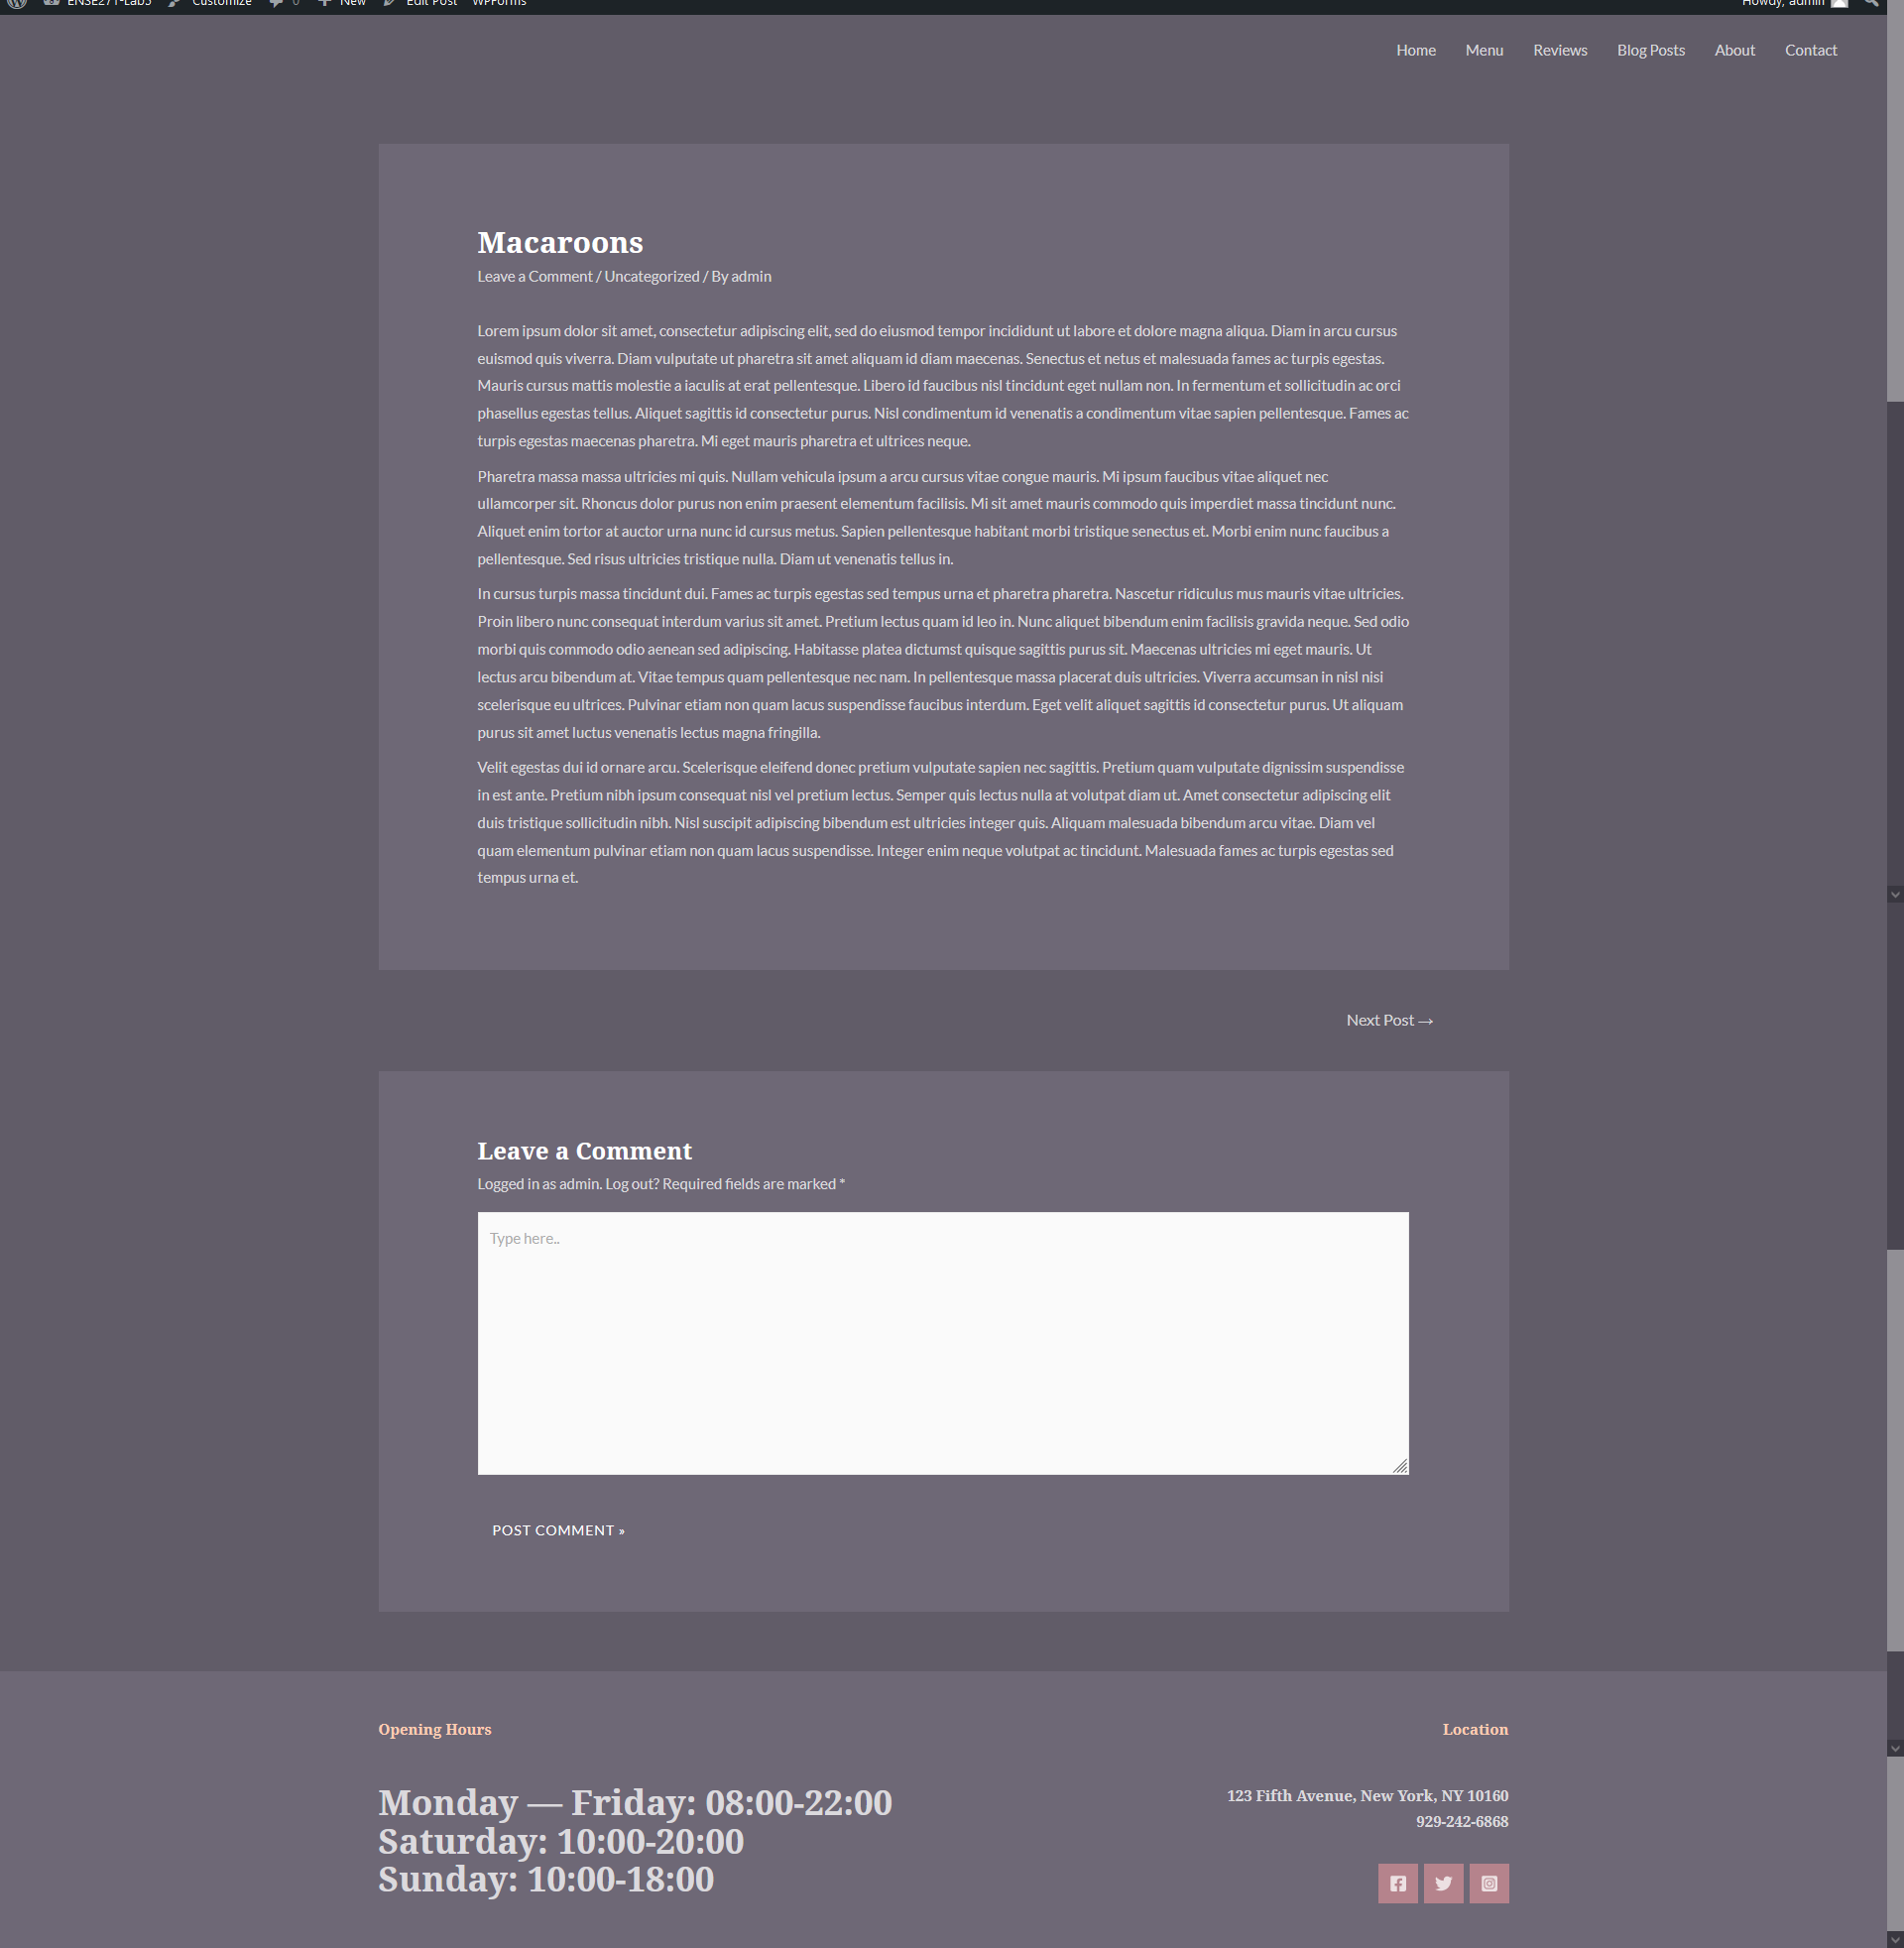 ENSE271-Lab5 Customize 0 New Edit Post WPForms Howdy, admin
Home Menu Reviews Blog Posts About Contact
Macaroons
Leave a Comment / Uncategorized / By admin
Lorem ipsum dolor sit amet, consectetur adipiscing elit, sed do eiusmod tempor incididunt ut labore et dolore magna aliqua. Diam in arcu cursus
euismod quis viverra. Diam vulputate ut pharetra sit amet aliquam id diam maecenas. Senectus et netus et malesuada fames ac turpis egestas.
Mauris cursus mattis molestie a iaculis at erat pellentesque. Libero id faucibus nisl tincidunt eget nullam non. In fermentum et sollicitudin ac orci
phasellus egestas tellus. Aliquet sagittis id consectetur purus. Nisl condimentum id venenatis a condimentum vitae sapien pellentesque. Fames ac
turpis egestas maecenas pharetra. Mi eget mauris pharetra et ultrices neque.
Pharetra massa massa ultricies mi quis. Nullam vehicula ipsum a arcu cursus vitae congue mauris. Mi ipsum faucibus vitae aliquet nec
ullamcorper sit. Rhoncus dolor purus non enim praesent elementum facilisis. Mi sit amet mauris commodo quis imperdiet massa tincidunt nunc.
Aliquet enim tortor at auctor urna nunc id cursus metus. Sapien pellentesque habitant morbi tristique senectus et. Morbi enim nunc faucibus a
pellentesque. Sed risus ultricies tristique nulla. Diam ut venenatis tellus in.
In cursus turpis massa tincidunt dui. Fames ac turpis egestas sed tempus urna et pharetra pharetra. Nascetur ridiculus mus mauris vitae ultricies.
Proin libero nunc consequat interdum varius sit amet. Pretium lectus quam id leo in. Nunc aliquet bibendum enim facilisis gravida neque. Sed odio
morbi quis commodo odio aenean sed adipiscing. Habitasse platea dictumst quisque sagittis purus sit. Maecenas ultricies mi eget mauris. Ut
lectus arcu bibendum at. Vitae tempus quam pellentesque nec nam. In pellentesque massa placerat duis ultricies. Viverra accumsan in nisl nisi
scelerisque eu ultrices. Pulvinar etiam non quam lacus suspendisse faucibus interdum. Eget velit aliquet sagittis id consectetur purus. Ut aliquam
purus sit amet luctus venenatis lectus magna fringilla.
Velit egestas dui id ornare arcu. Scelerisque eleifend donec pretium vulputate sapien nec sagittis. Pretium quam vulputate dignissim suspendisse
in est ante. Pretium nibh ipsum consequat nisl vel pretium lectus. Semper quis lectus nulla at volutpat diam ut. Amet consectetur adipiscing elit
duis tristique sollicitudin nibh. Nisl suscipit adipiscing bibendum est ultricies integer quis. Aliquam malesuada bibendum arcu vitae. Diam vel
quam elementum pulvinar etiam non quam lacus suspendisse. Integer enim neque volutpat ac tincidunt. Malesuada fames ac turpis egestas sed
tempus urna et.
Next Post →
Leave a Comment
Logged in as admin. Log out? Required fields are marked *
Type here..
POST COMMENT »
Opening Hours
Monday — Friday: 08:00-22:00
Saturday: 10:00-20:00
Sunday: 10:00-18:00
Location
123 Fifth Avenue, New York, NY 10160
929-242-6868